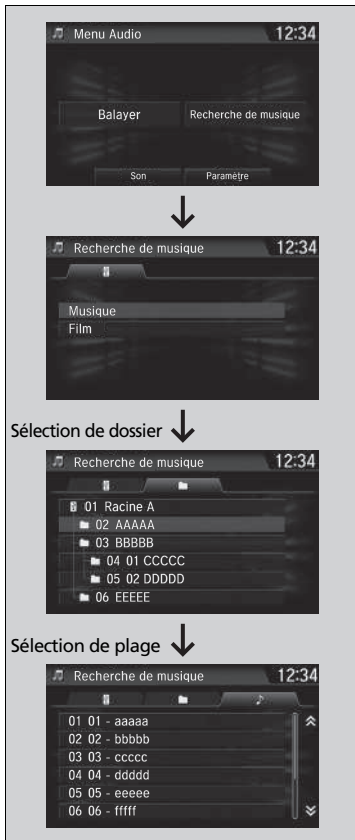 Menu Audio 12:34
Balayer Recherche de musique
Son Paramètre
Recherche de musique 12:34
Musique
Film
Sélection de dossier
Recherche de musique 12:34
01 Racine A
02 AAAAA
03 BBBBB
04 01 CCCCC
05 02 DDDDD
06 EEEEE
Sélection de plage
Recherche de musique 12:34
01 01 - aaaaa
02 02 - bbbbb
03 03 - ccccc
04 04 - ddddd
05 05 - eeeee
06 06 - fffff